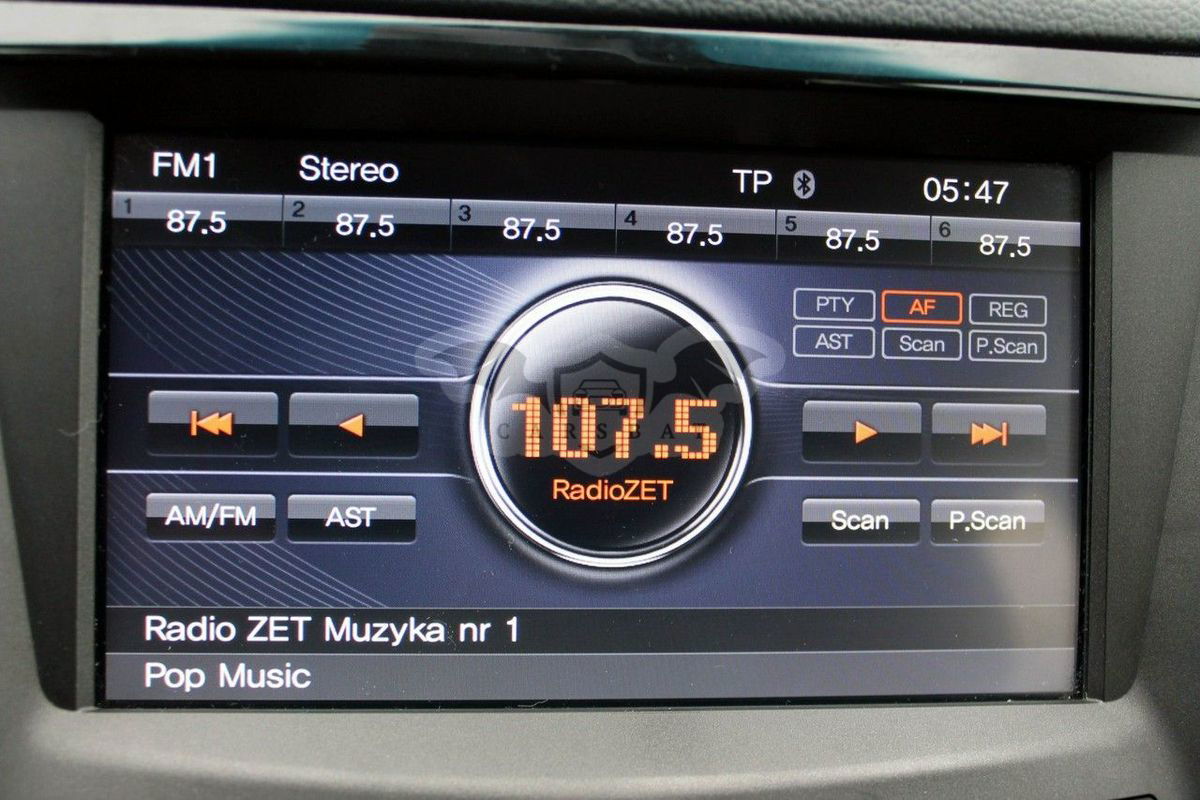 FM1 Stereo TP 05:47
1 87.5 2 87.5 3 87.5 4 87.5 5 87.5 6 87.5
PTY AF REG
AST Scan P.Scan
107.5
CARSBAT
RadioZET
AM/FM AST Scan P.Scan
Radio ZET Muzyka nr 1
Pop Music